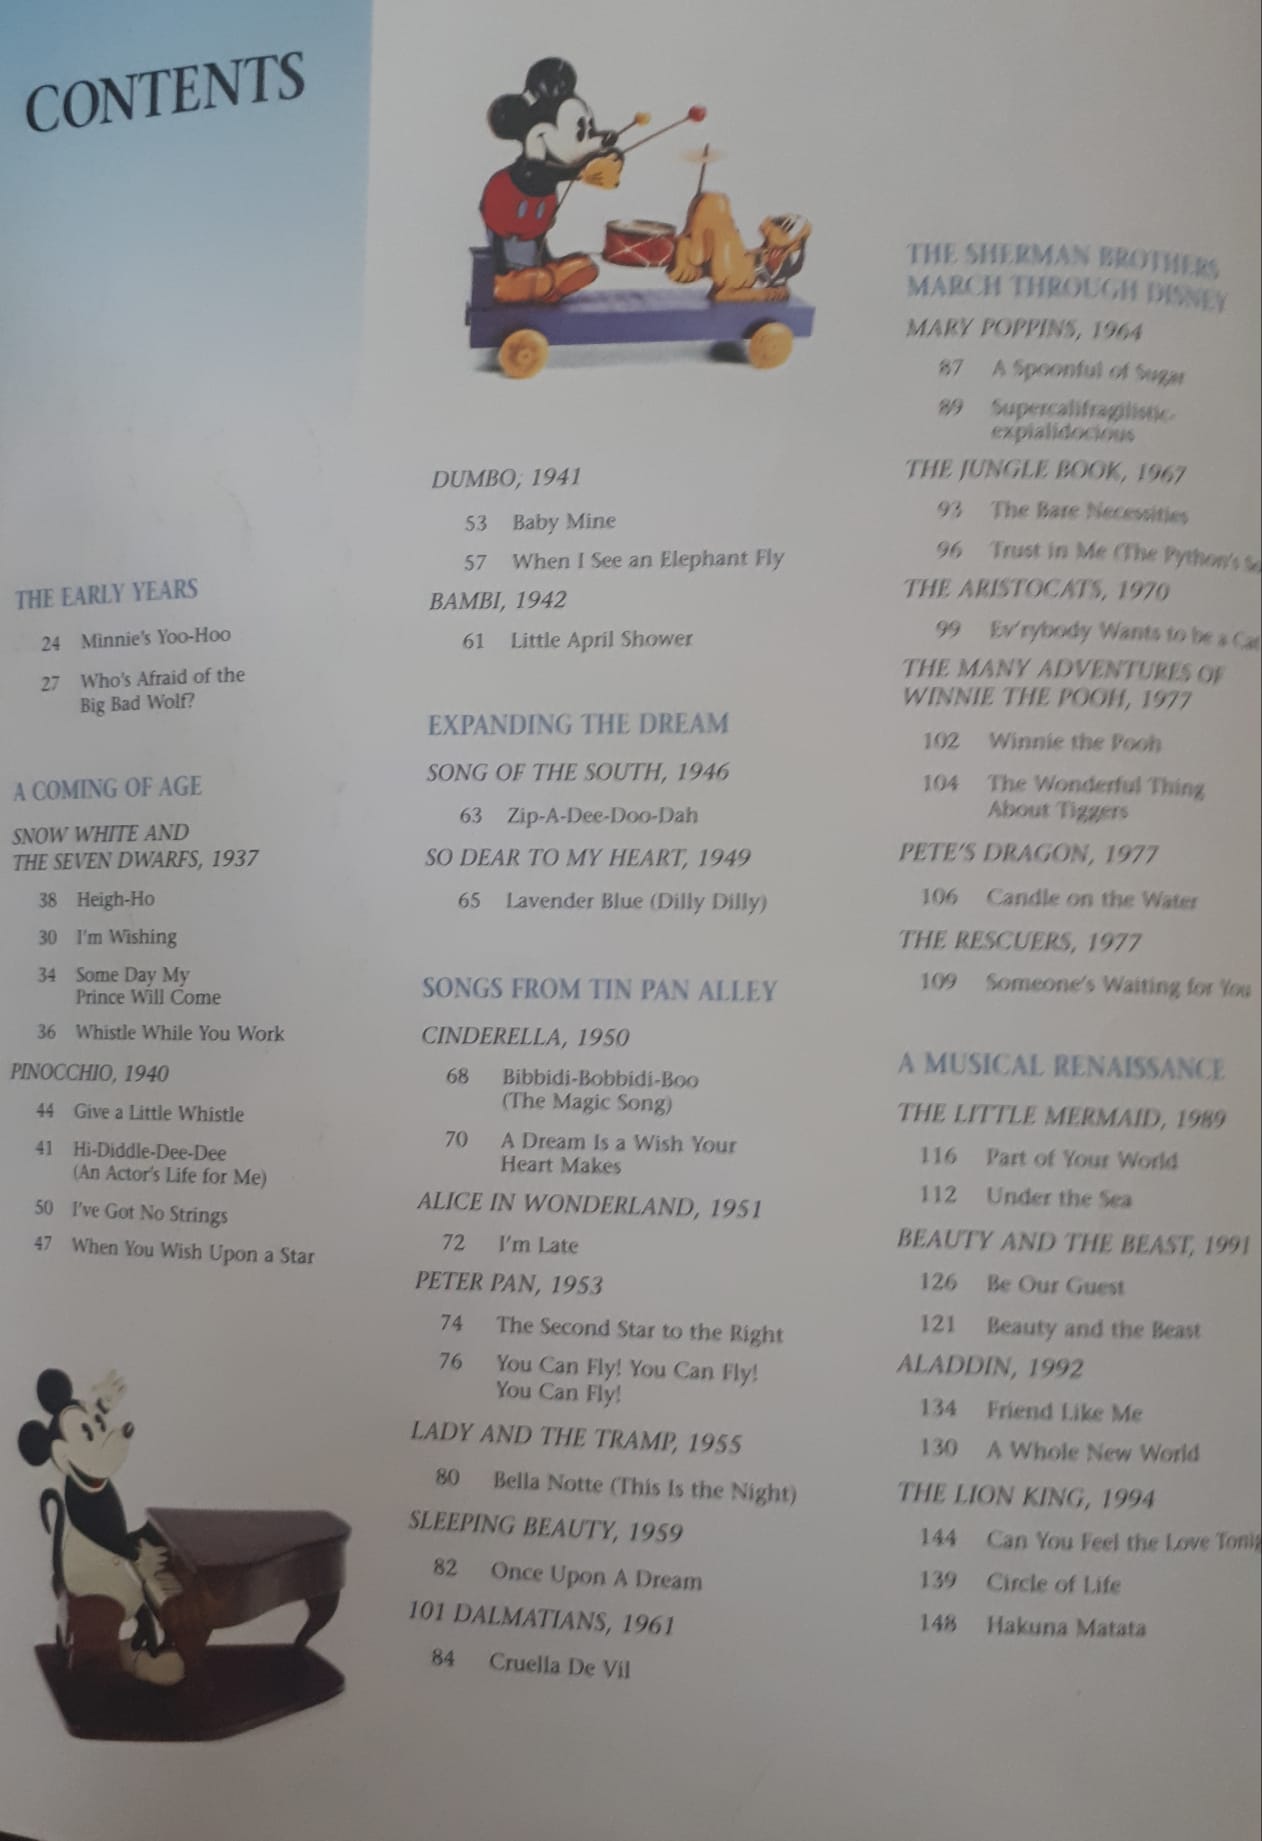 CONTENTS
THE EARLY YEARS
24 Minnie's Yoo-Hoo
27 Who's Afraid of the
Big Bad Wolf?
A COMING OF AGE
SNOW WHITE AND
THE SEVEN DWARFS, 1937
38 Heigh-Ho
30 I'm Wishing
34 Some Day My
Prince Will Come
36 Whistle While You Work
PINOCCHIO, 1940
44 Give a Little Whistle
41 Hi-Diddle-Dee-Dee
(An Actor's Life for Me)
50 I've Got No Strings
47 When You Wish Upon a Star
DUMBO, 1941
53 Baby Mine
57 When I See an Elephant Fly
BAMBI, 1942
61 Little April Shower
EXPANDING THE DREAM
SONG OF THE SOUTH, 1946
63 Zip-A-Dee-Doo-Dah
SO DEAR TO MY HEART, 1949
65 Lavender Blue (Dilly Dilly)
SONGS FROM TIN PAN ALLEY
CINDERELLA, 1950
68 Bibbidi-Bobbidi-Boo
(The Magic Song)
70 A Dream Is a Wish Your
Heart Makes
ALICE IN WONDERLAND, 1951
72 I'm Late
PETER PAN, 1953
74 The Second Star to the Right
76 You Can Fly! You Can Fly!
You Can Fly!
LADY AND THE TRAMP, 1955
80 Bella Notte (This Is the Night)
SLEEPING BEAUTY, 1959
82 Once Upon A Dream
101 DALMATIANS, 1961
84 Cruella De Vil
THE SHERMAN BROTHERS
MARCH THROUGH DISNEY
MARY POPPINS, 1964
87 A Spoonful of Sugar
89 Supercalifragilistic-
expialidocious
THE JUNGLE BOOK, 1967
93 The Bare Necessities
96 Trust in Me (The Python's
THE ARISTOCATS, 1970
99 Ev'rybody Wants to be a Cat
THE MANY ADVENTURES OF
WINNIE THE POOH, 1977
102 Winnie the Pooh
104 The Wonderful Thing
About Tiggers
PETE'S DRAGON, 1977
106 Candle on the Water
THE RESCUERS, 1977
109 Someone's Waiting for You
A MUSICAL RENAISSANCE
THE LITTLE MERMAID, 1989
116 Part of Your World
112 Under the Sea
BEAUTY AND THE BEAST, 1991
126 Be Our Guest
121 Beauty and the Beast
ALADDIN, 1992
134 Friend Like Me
130 A Whole New World
THE LION KING, 1994
144 Can You Feel the Love
139 Circle of Life
148 Hakuna Matata